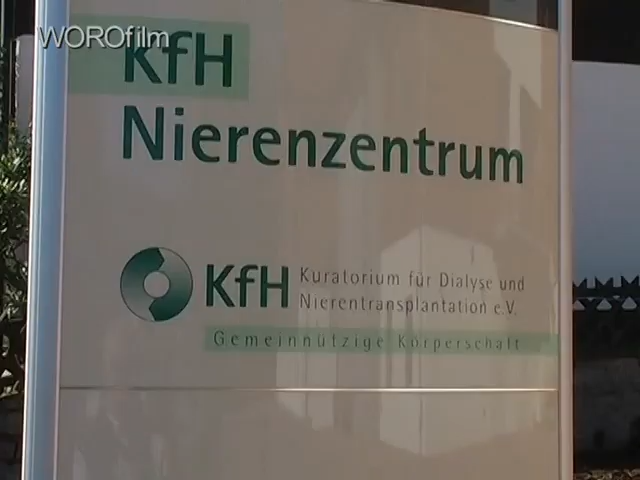 WOROfilm
KfH
Nierenzentrum
KfH Kuratorium für Dialyse und
Nierentransplantation e.V.
Gemeinnützige Körperschaft